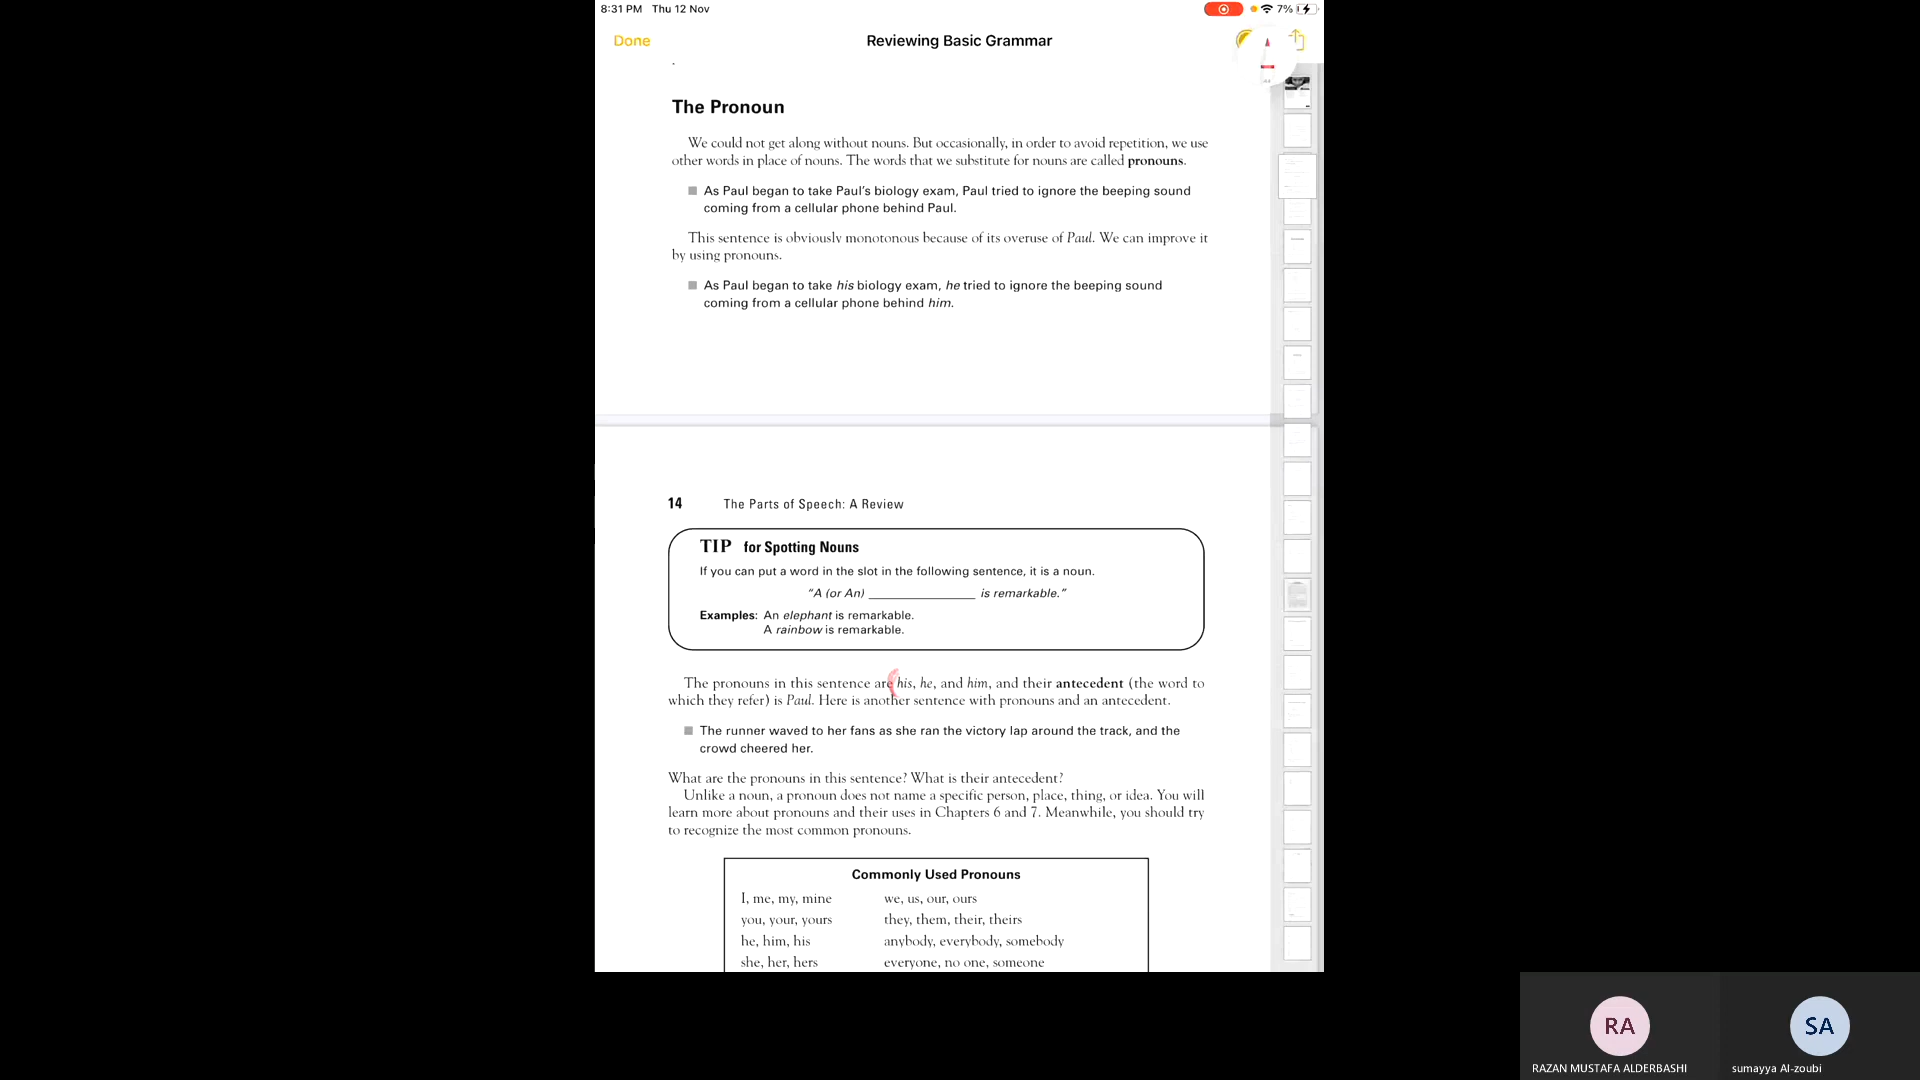 8:31 PM Thu 12 Nov
7%
Done
Reviewing Basic Grammar
The Pronoun
We could not get along without nouns. But occasionally, in order to avoid repetition, we use
other words in place of nouns. The words that we substitute for nouns are called pronouns.
As Paul began to take Paul's biology exam, Paul tried to ignore the beeping sound
coming from a cellular phone behind Paul.
This sentence is obviously monotonous because of its overuse of Paul. We can improve it
by using pronouns.
As Paul began to take his biology exam, he tried to ignore the beeping sound
coming from a cellular phone behind him.
14 The Parts of Speech: A Review
TIP for Spotting Nouns
If you can put a word in the slot in the following sentence, it is a noun.
"A (or An) ________________ is remarkable."
Examples: An elephant is remarkable.
A rainbow is remarkable.
The pronouns in this sentence are his, he, and him, and their antecedent (the word to
which they refer) is Paul. Here is another sentence with pronouns and an antecedent.
The runner waved to her fans as she ran the victory lap around the track, and the
crowd cheered her.
What are the pronouns in this sentence? What is their antecedent?
Unlike a noun, a pronoun does not name a specific person, place, thing, or idea. You will
learn more about pronouns and their uses in Chapters 6 and 7. Meanwhile, you should try
to recognize the most common pronouns.
Commonly Used Pronouns
I, me, my, mine we, us, our, ours
you, your, yours they, them, their, theirs
he, him, his anybody, everybody, somebody
she, her, hers everyone, no one, someone
RA SA
RAZAN MUSTAFA ALDERBASHI sumayya Al-zoubi